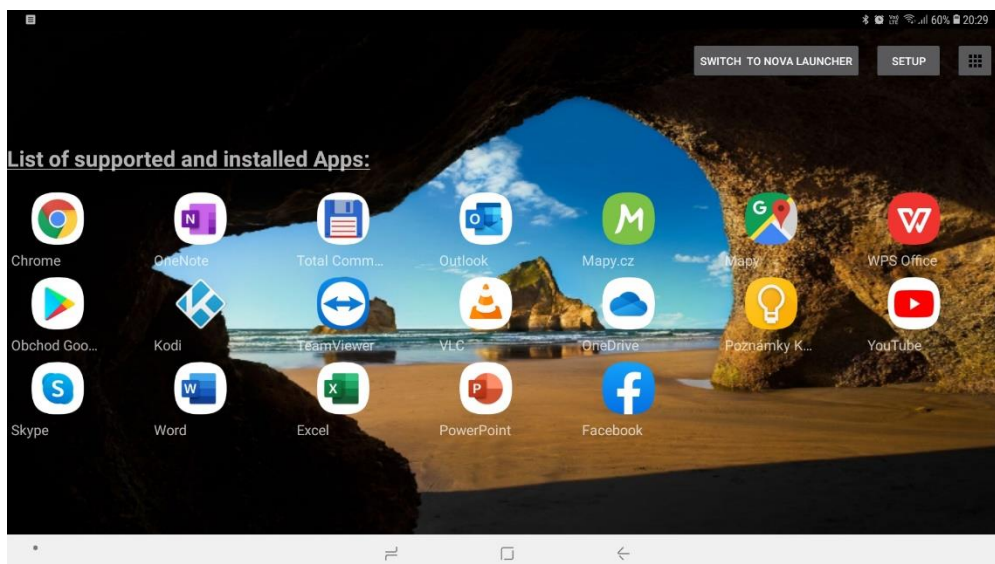 60% 20:29
SWITCH TO NOVA LAUNCHER SETUP
List of supported and installed Apps:
Chrome OneNote Total Comm... Outlook Mapy.cz Mapy WPS Office
Obchod Goo... Kodi TeamViewer VLC OneDrive Poznámky K... YouTube
Skype Word Excel PowerPoint Facebook